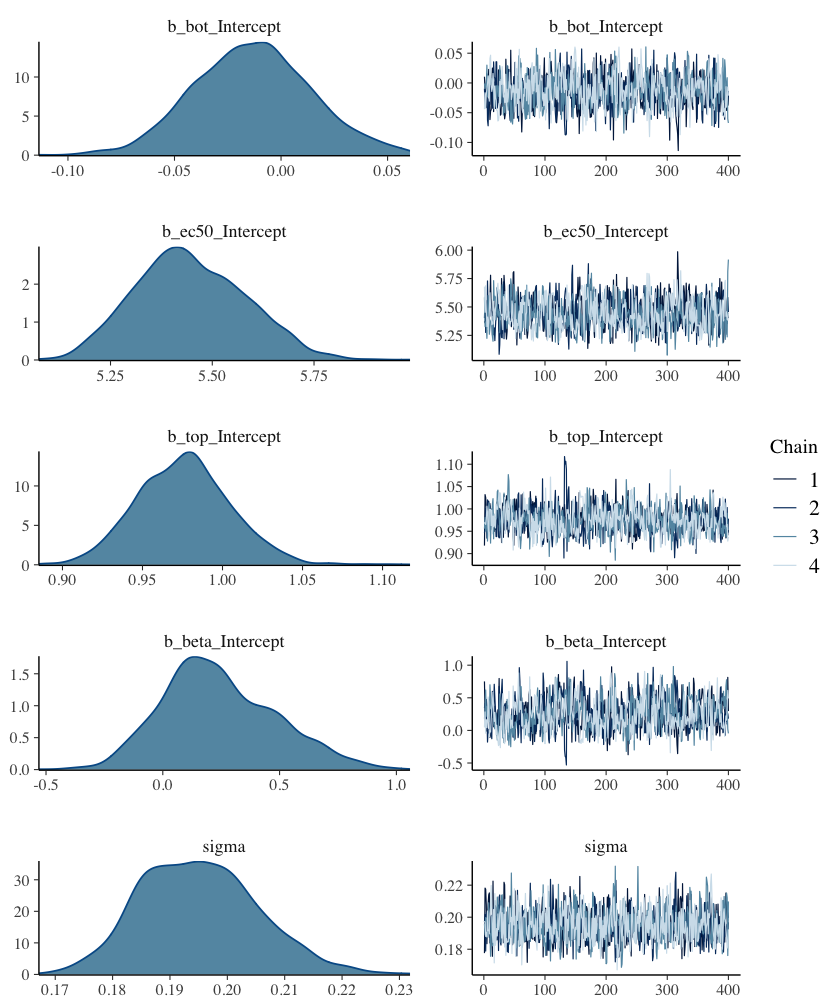 b_bot_Intercept
10
5
0
-0.10 -0.05 0.00 0.05
b_bot_Intercept
0.05
0.00
-0.05
-0.10
0 100 200 300 400
b_ec50_Intercept
2
1
0
5.25 5.50 5.75
b_ec50_Intercept
6.00
5.75
5.50
5.25
0 100 200 300 400
b_top_Intercept
10
5
0
0.90 0.95 1.00 1.05 1.10
b_top_Intercept
1.10
1.05
1.00
0.95
0.90
0 100 200 300 400
b_beta_Intercept
1.5
1.0
0.5
0.0
-0.5 0.0 0.5 1.0
b_beta_Intercept
1.0
0.5
0.0
-0.5
0 100 200 300 400
sigma
30
20
10
0
0.17 0.18 0.19 0.20 0.21 0.22 0.23
sigma
0.22
0.20
0.18
0 100 200 300 400
Chain
1
2
3
4